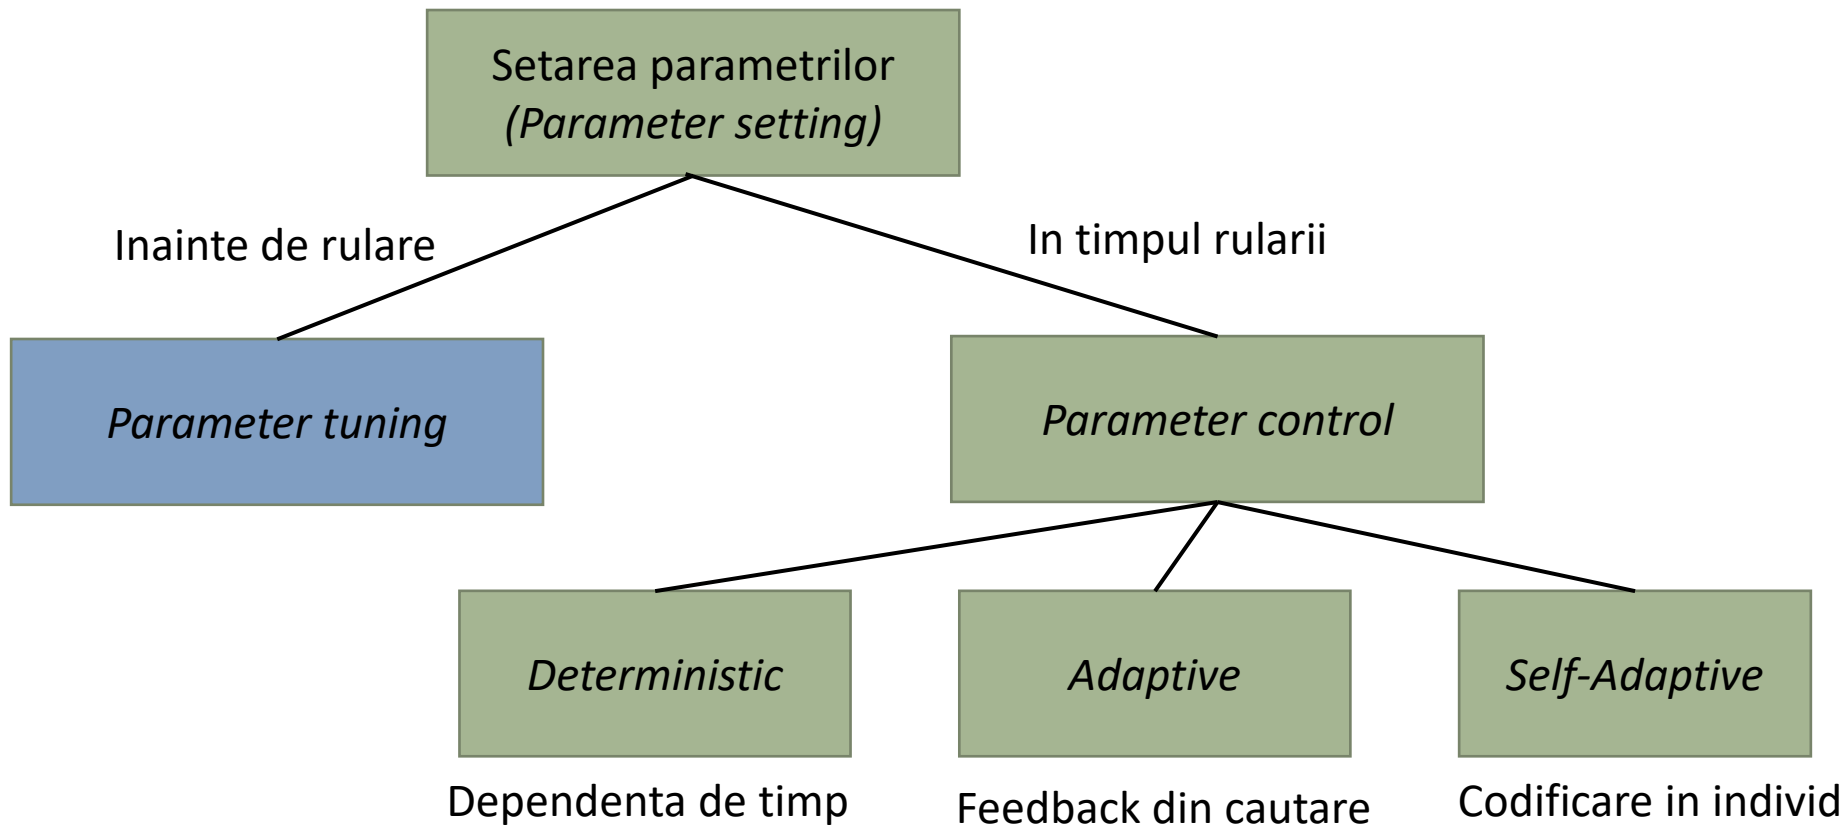 Setarea parametrilor
(Parameter setting)
Inainte de rulare
In timpul rularii
Parameter tuning
Parameter control
Deterministic
Adaptive
Self-Adaptive
Dependenta de timp
Feedback din cautare
Codificare in individ